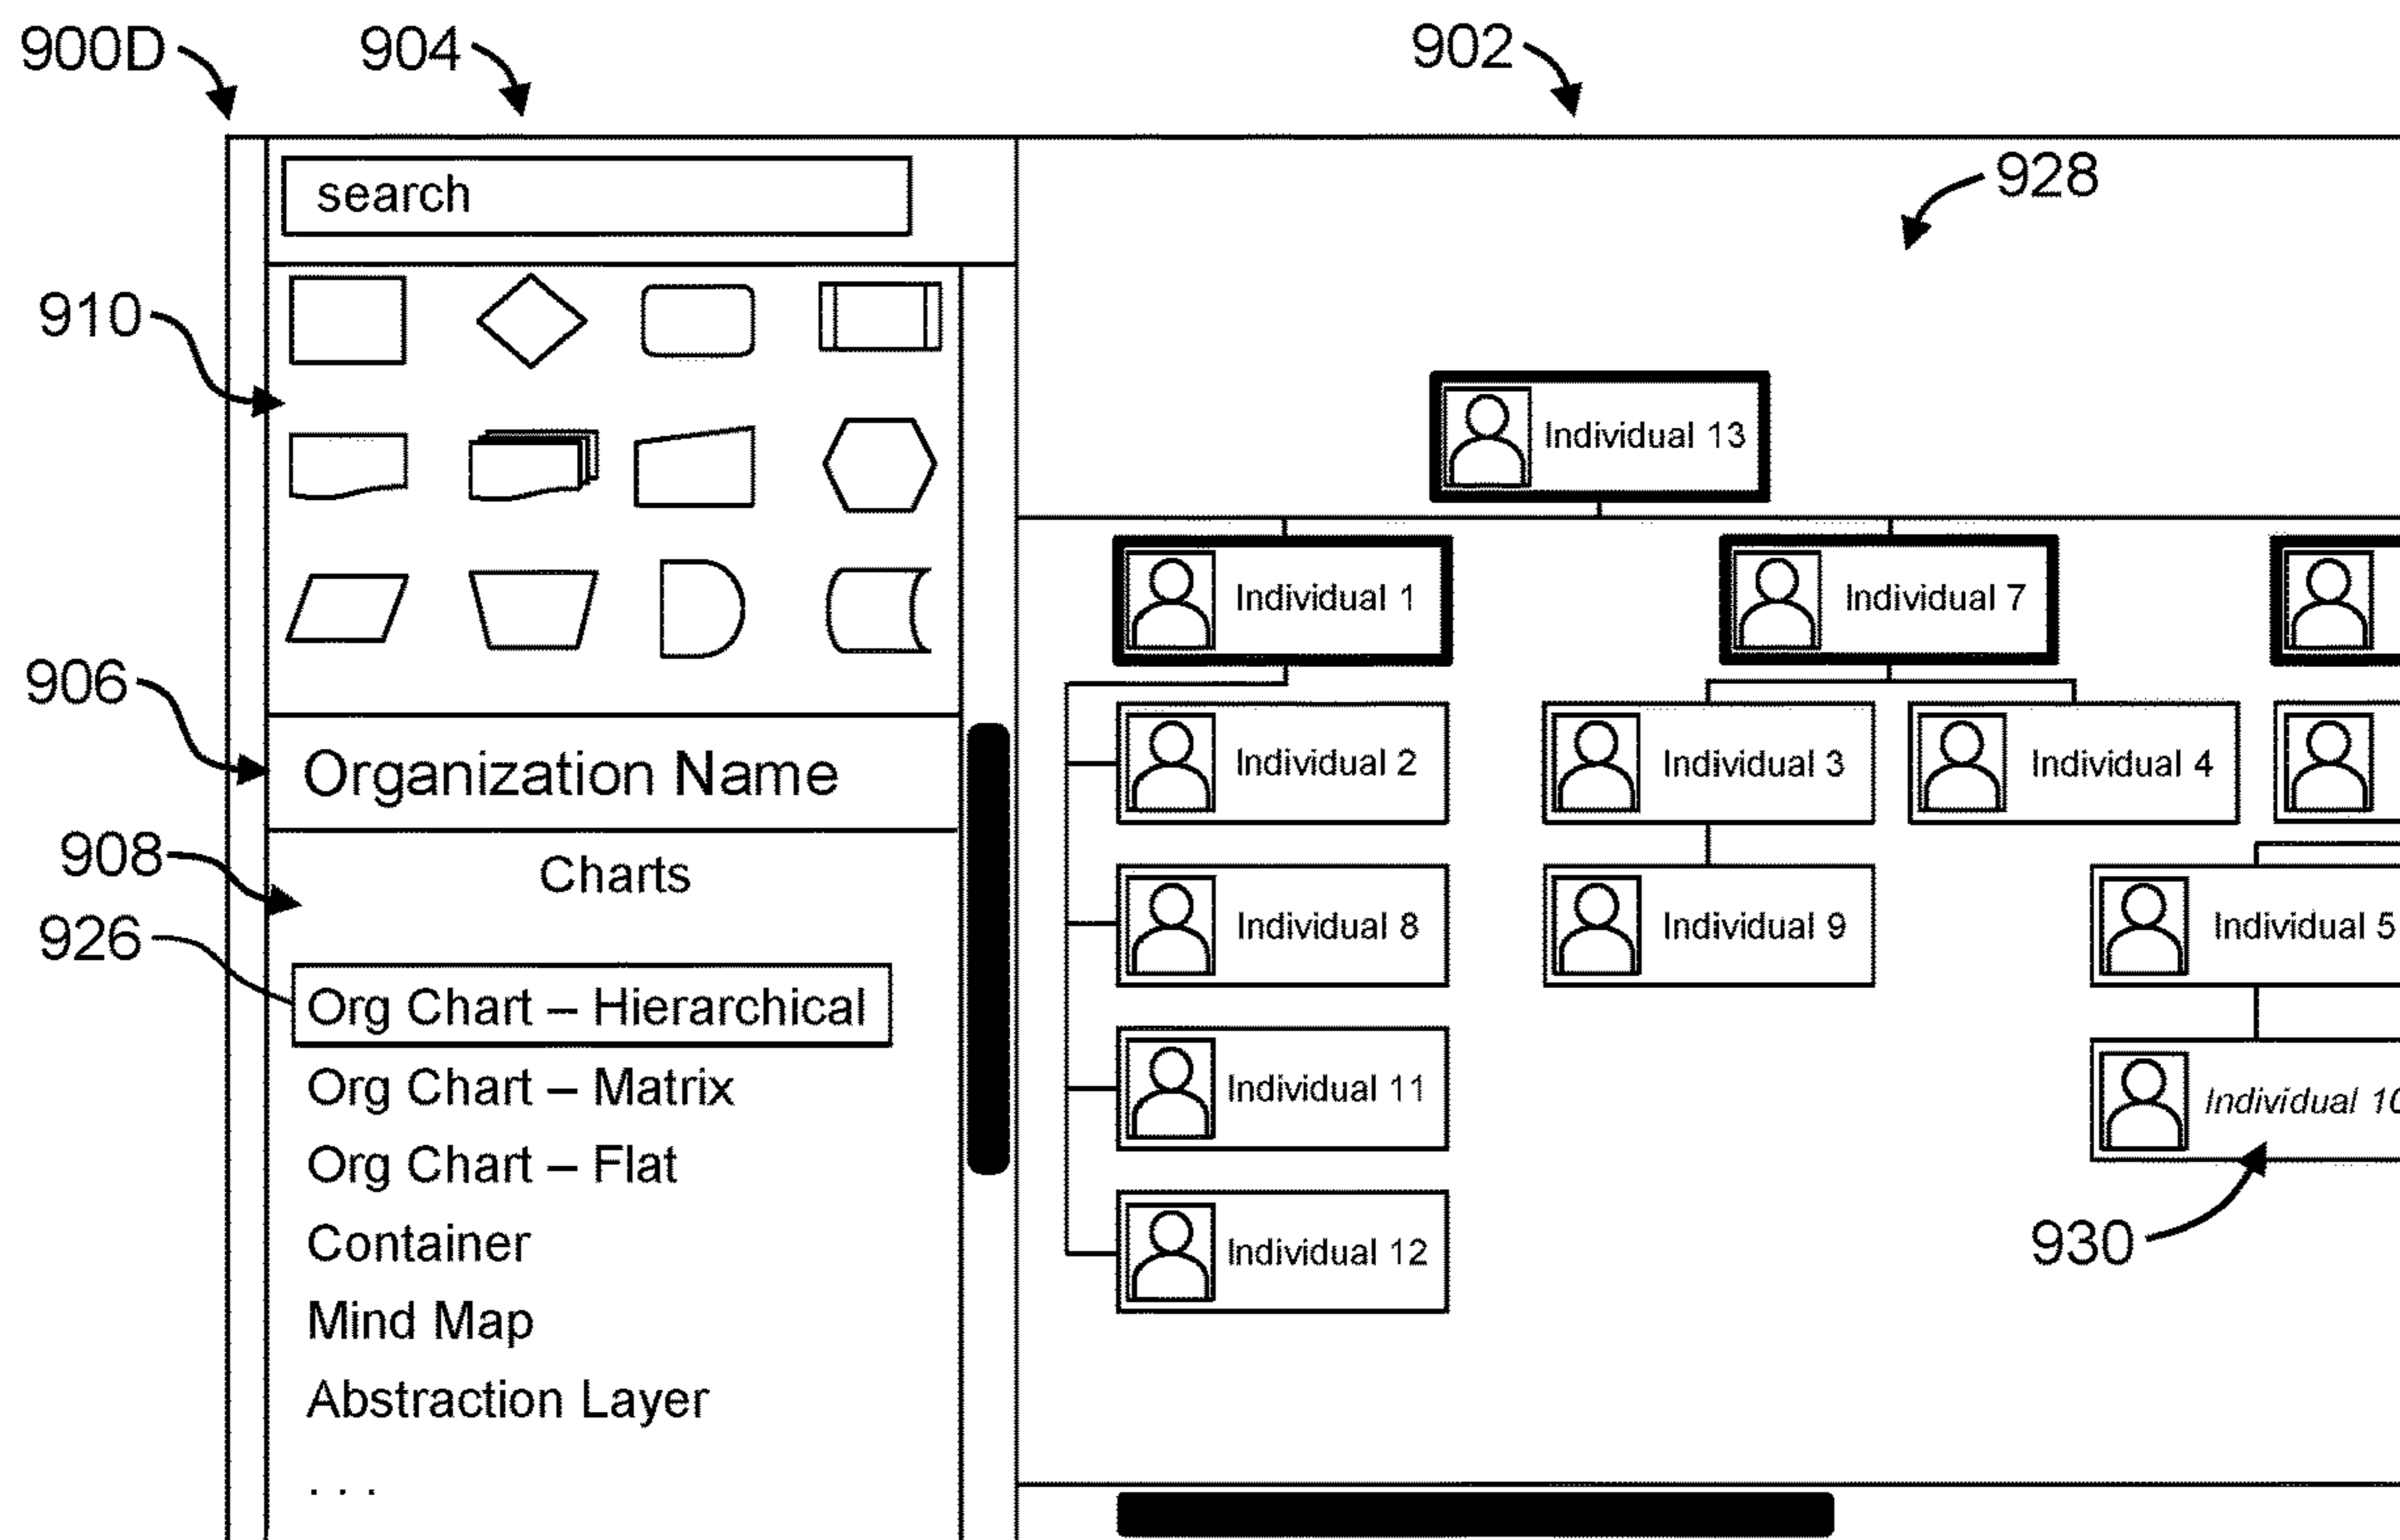 900D
904
902
928
search
910
906
Organization Name
908
Charts
926
Org Chart – Hierarchical
Org Chart – Matrix
Org Chart – Flat
Container
Mind Map
Abstraction Layer
. . .
Individual 13
Individual 1
Individual 7
Individual 2
Individual 3
Individual 4
Individual 8
Individual 9
Individual 5
Individual 11
Individual 10
Individual 12
930